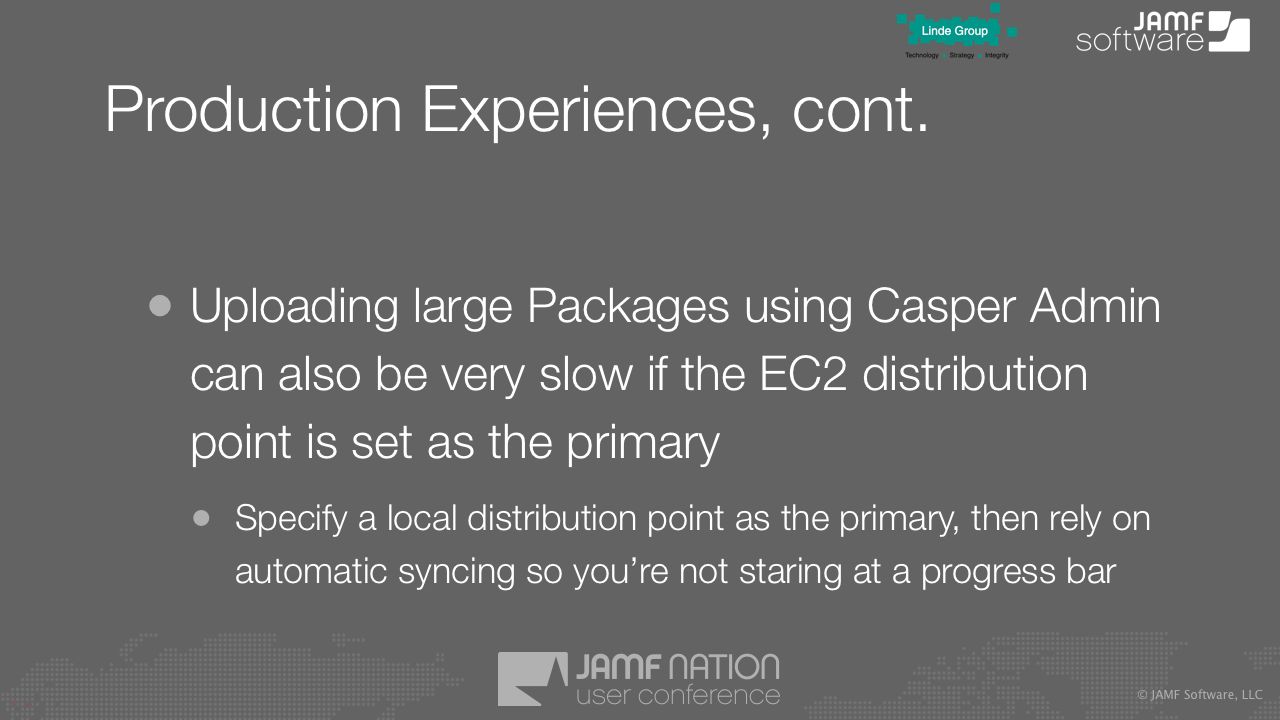 Linde Group
Technology Strategy Integrity
JAMF
software
Production Experiences, cont.
Uploading large Packages using Casper Admin
can also be very slow if the EC2 distribution
point is set as the primary
Specify a local distribution point as the primary, then rely on
automatic syncing so you’re not staring at a progress bar
JAMF NATION
user conference
© JAMF Software, LLC